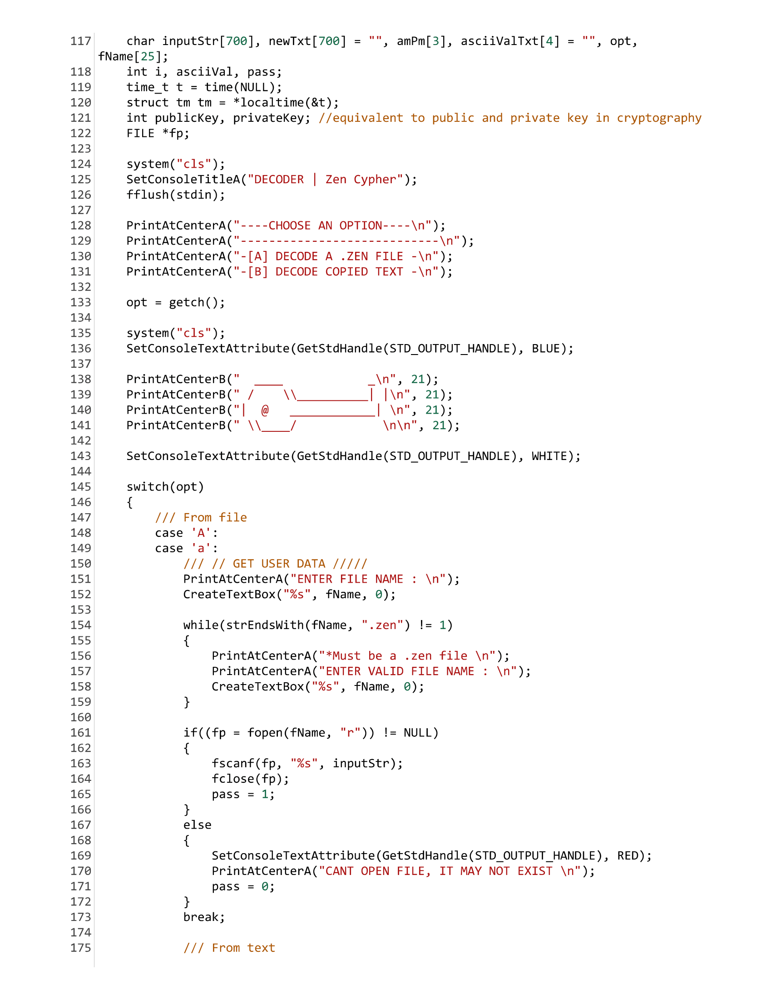 117     char inputStr[700], newTxt[700] = "", amPm[3], asciiValTxt[4] = "", opt,
fName[25];
118     int i, asciiVal, pass;
119     time_t t = time(NULL);
120     struct tm tm = *localtime(&t);
121     int publicKey, privateKey; //equivalent to public and private key in cryptography
122     FILE *fp;
123
124     system("cls");
125     SetConsoleTitleA("DECODER | Zen Cypher");
126     fflush(stdin);
127
128     PrintAtCenterA("----CHOOSE AN OPTION----\n");
129     PrintAtCenterA("----------------------------\n");
130     PrintAtCenterA("-[A] DECODE A .ZEN FILE -\n");
131     PrintAtCenterA("-[B] DECODE COPIED TEXT -\n");
132
133     opt = getch();
134
135     system("cls");
136     SetConsoleTextAttribute(GetStdHandle(STD_OUTPUT_HANDLE), BLUE);
137
138     PrintAtCenterB("  ____            _\n", 21);
139     PrintAtCenterB(" /    \\__________| |\n", 21);
140     PrintAtCenterB("|  @   ____________| \n", 21);
141     PrintAtCenterB(" \\____/            \n\n", 21);
142
143     SetConsoleTextAttribute(GetStdHandle(STD_OUTPUT_HANDLE), WHITE);
144
145     switch(opt)
146     {
147         /// From file
148         case 'A':
149         case 'a':
150             /// // GET USER DATA /////
151             PrintAtCenterA("ENTER FILE NAME : \n");
152             CreateTextBox("%s", fName, 0);
153
154             while(strEndsWith(fName, ".zen") != 1)
155             {
156                 PrintAtCenterA("*Must be a .zen file \n");
157                 PrintAtCenterA("ENTER VALID FILE NAME : \n");
158                 CreateTextBox("%s", fName, 0);
159             }
160
161             if((fp = fopen(fName, "r")) != NULL)
162             {
163                 fscanf(fp, "%s", inputStr);
164                 fclose(fp);
165                 pass = 1;
166             }
167             else
168             {
169                 SetConsoleTextAttribute(GetStdHandle(STD_OUTPUT_HANDLE), RED);
170                 PrintAtCenterA("CANT OPEN FILE, IT MAY NOT EXIST \n");
171                 pass = 0;
172             }
173             break;
174
175             /// From text